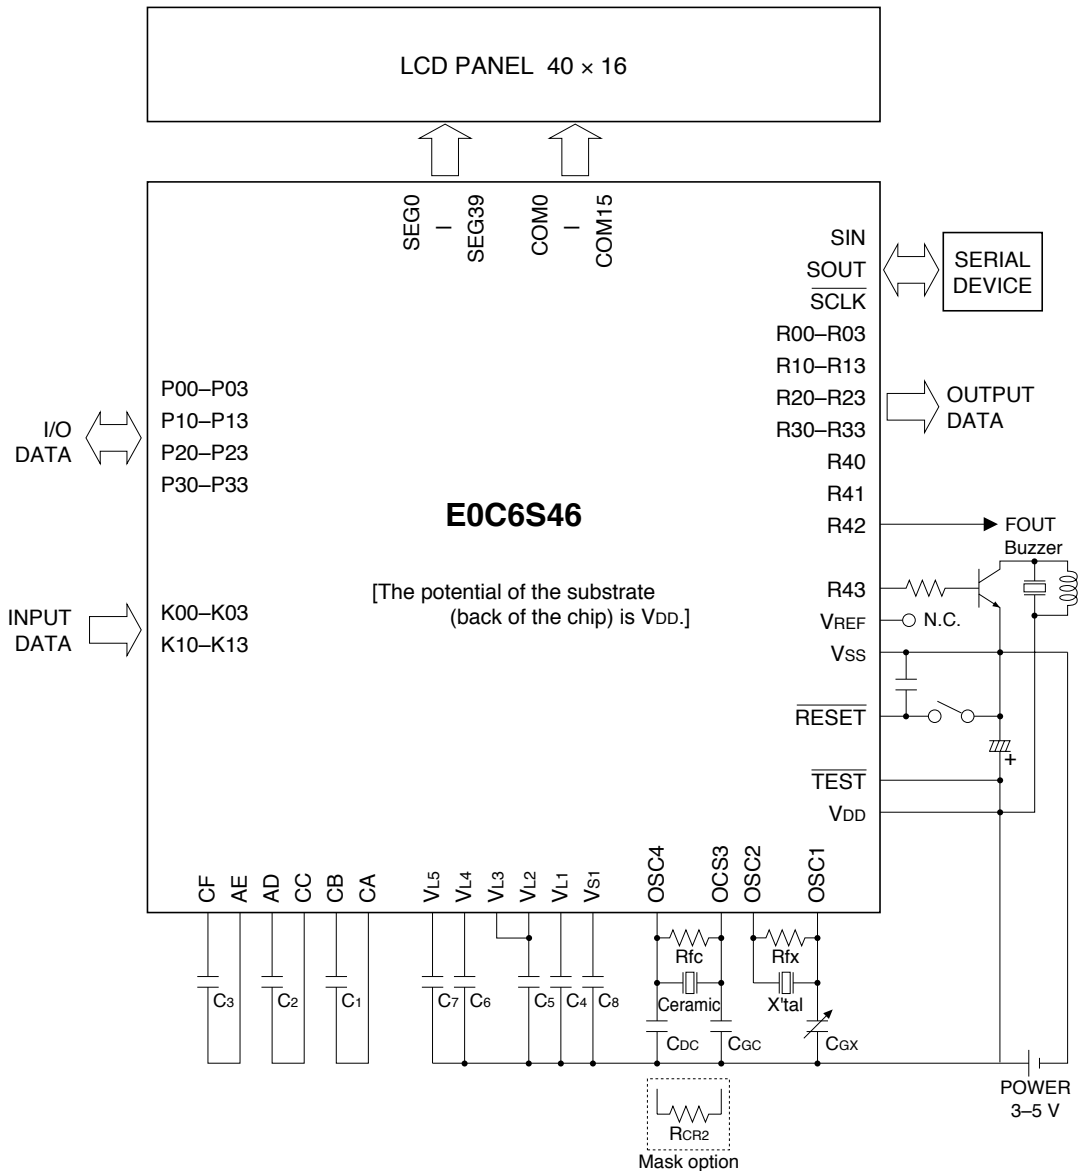 LCD PANEL 40 × 16
SEG0
–
SEG39
COM0
–
COM15
SIN
SOUT
SCLK
SERIAL
DEVICE
R00–R03
R10–R13
R20–R23
R30–R33
R40
R41
R42
R43
OUTPUT
DATA
FOUT
Buzzer
P00–P03
P10–P13
P20–P23
P30–P33
I/O
DATA
E0C6S46
[The potential of the substrate
(back of the chip) is VDD.]
INPUT
DATA
K00–K03
K10–K13
VREF
N.C.
VSS
RESET
+
TEST
VDD
CF
AE
AD
CC
CB
CA
VL5
VL4
VL3
VL2
VL1
VS1
OSC4
OCS3
OSC2
OSC1
Rfc
Rfx
C3
C2
C1
C7
C6
C5
C4
C8
Ceramic
X'tal
CDC
CGC
CGX
POWER
3–5 V
RCR2
Mask option